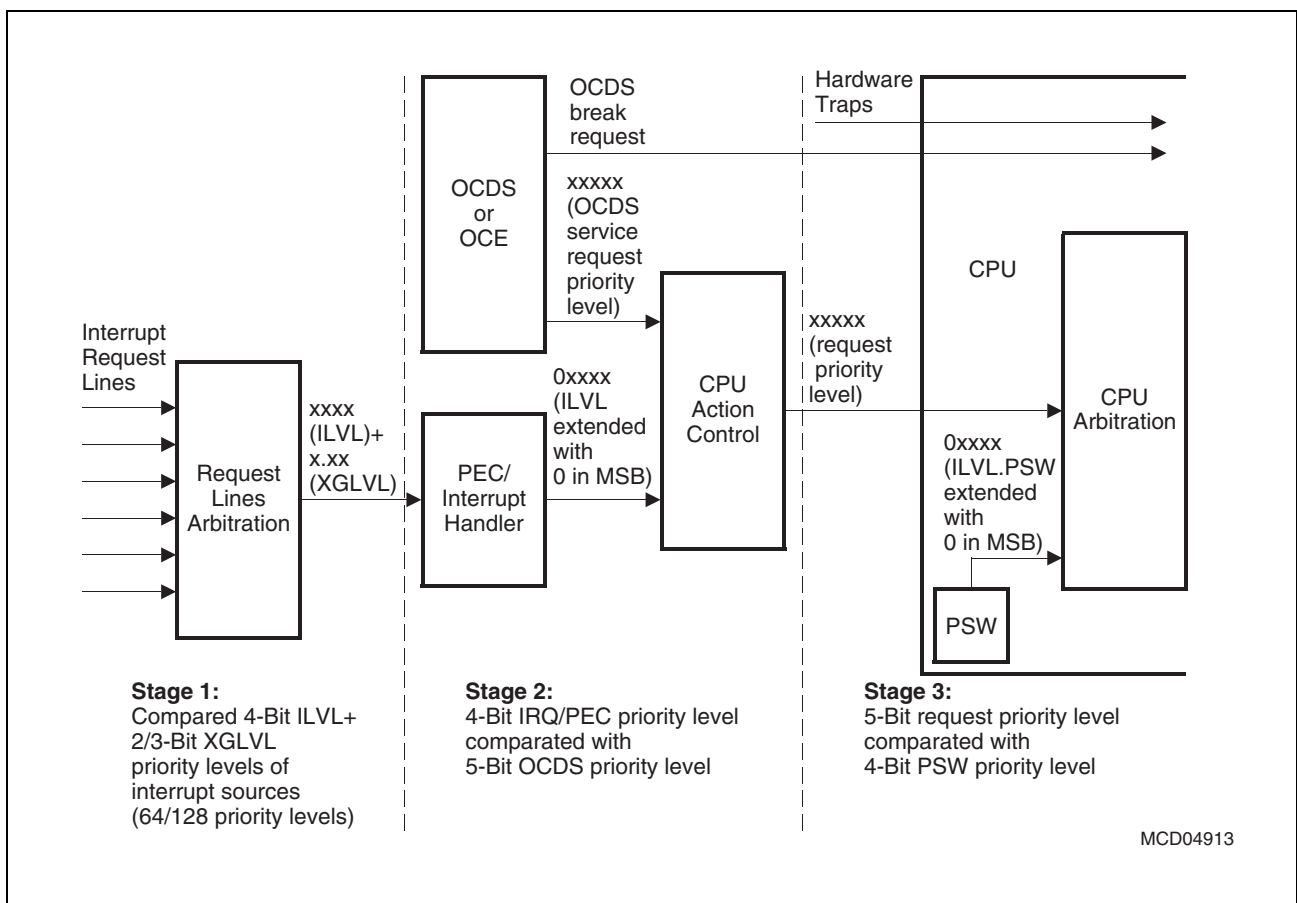 Interrupt
Request
Lines
Request
Lines
Arbitration
xxxx
(ILVL)+
x.xx
(XGLVL)
Stage 1:
Compared 4-Bit ILVL+
2/3-Bit XGLVL
priority levels of
interrupt sources
(64/128 priority levels)
OCDS
or
OCE
OCDS
break
request
xxxxx
(OCDS
service
request
priority
level)
PEC/
Interrupt
Handler
0xxxx
(ILVL
extended
with
0 in MSB)
CPU
Action
Control
Stage 2:
4-Bit IRQ/PEC priority level
comparated with
5-Bit OCDS priority level
Hardware
Traps
xxxxx
(request
priority
level)
CPU
CPU
Arbitration
0xxxx
(ILVL.PSW
extended
with
0 in MSB)
PSW
Stage 3:
5-Bit request priority level
comparated with
4-Bit PSW priority level
MCD04913